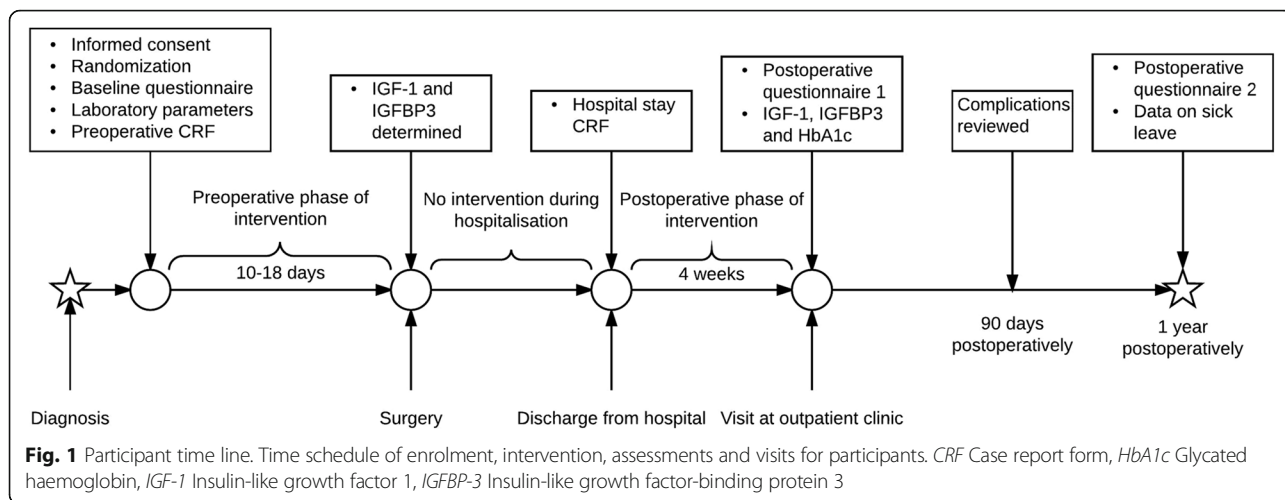 • Informed consent
• Randomization
• Baseline questionnaire
• Laboratory parameters
• Preoperative CRF
• IGF-1 and
IGFBP3
determined
• Hospital stay
CRF
• Postoperative
questionnaire 1
• IGF-1, IGFBP3
and HbA1c
Complications
reviewed
• Postoperative
questionnaire 2
• Data on sick
leave
Preoperative phase of
intervention
10-18 days
No intervention during
hospitalisation
Postoperative phase of
intervention
4 weeks
90 days
postoperatively
1 year
postoperatively
Diagnosis
Surgery
Discharge from hospital
Visit at outpatient clinic
Fig. 1 Participant time line. Time schedule of enrolment, intervention, assessments and visits for participants. CRF Case report form, HbA1c Glycated
haemoglobin, IGF-1 Insulin-like growth factor 1, IGFBP-3 Insulin-like growth factor-binding protein 3